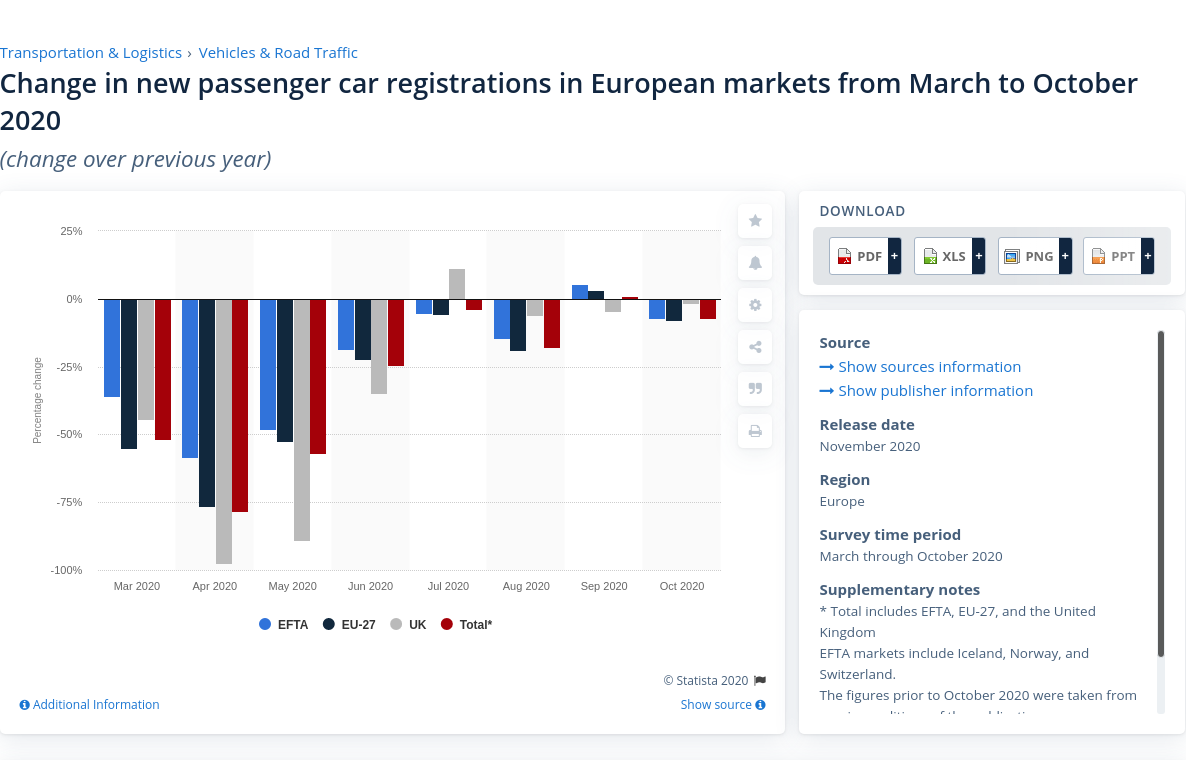 Transportation & Logistics › Vehicles & Road Traffic
Change in new passenger car registrations in European markets from March to October
2020
(change over previous year)
25%
0%
-25%
-50%
-75%
-100%
Percentage change
Mar 2020 Apr 2020 May 2020 Jun 2020 Jul 2020 Aug 2020 Sep 2020 Oct 2020
EFTA EU-27 UK Total*
© Statista 2020
Additional Information
Show source
DOWNLOAD
PDF + XLS + PNG + PPT +
Source
Show sources information
Show publisher information
Release date
November 2020
Region
Europe
Survey time period
March through October 2020
Supplementary notes
* Total includes EFTA, EU-27, and the United
Kingdom
EFTA markets include Iceland, Norway, and
Switzerland.
The figures prior to October 2020 were taken from